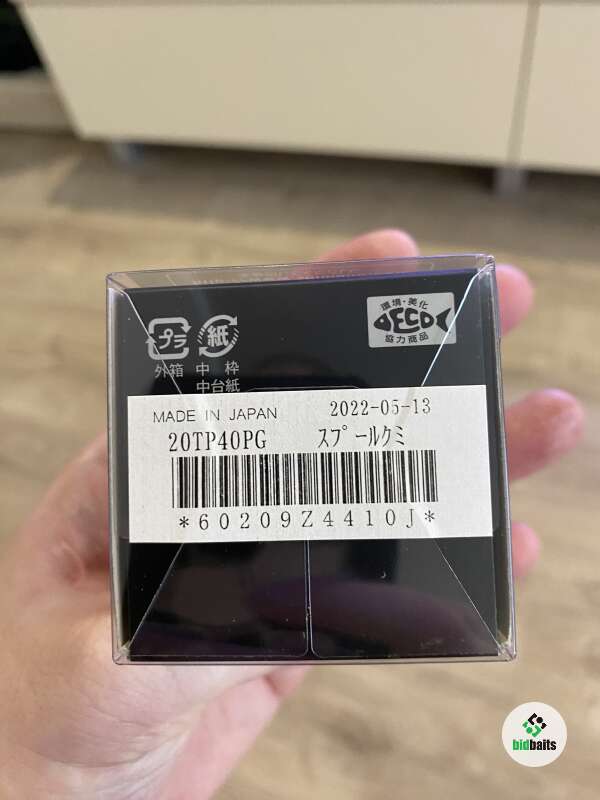 環境・美化
DECO
協力商品
プラ
紙
外箱 中 枠
中台紙
MADE IN JAPAN 2022-05-13
20TP40PG スプールクミ
*60209Z4410J*
bidbaits